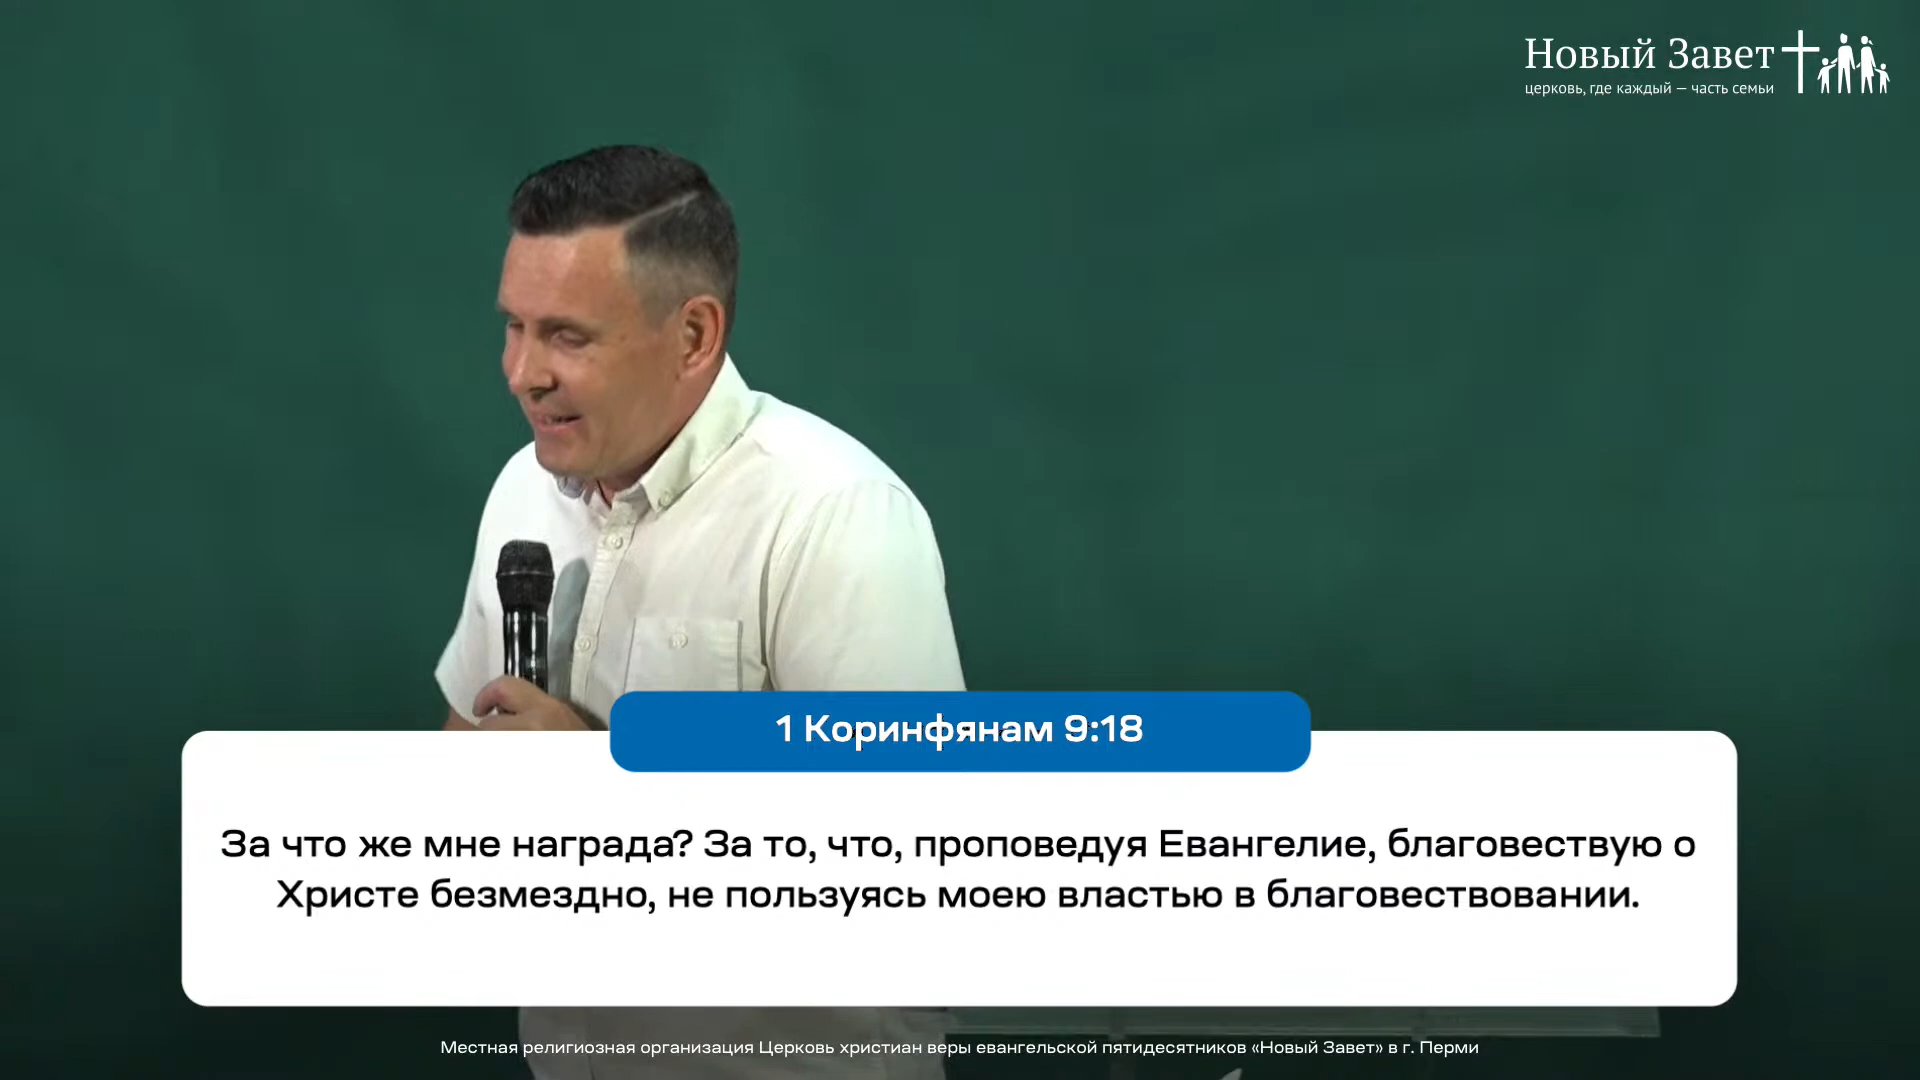 Новый Завет
церковь, где каждый — часть семьи
1 Коринфянам 9:18
За что же мне награда? За то, что, проповедуя Евангелие, благовествую о
Христе безмездно, не пользуясь моею властью в благовествовании.
Местная религиозная организация Церковь христиан веры евангельской пятидесятников «Новый Завет» в г. Перми